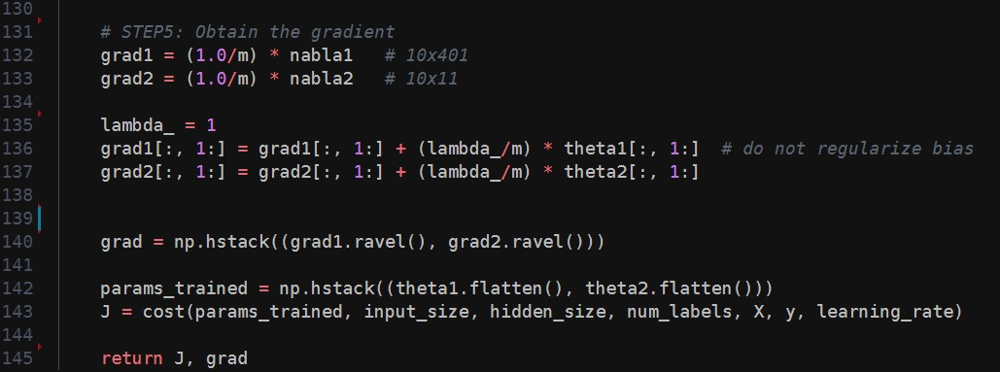 130
131 # STEP5: Obtain the gradient
132 grad1 = (1.0/m) * nabla1 # 10x401
133 grad2 = (1.0/m) * nabla2 # 10x11
134
135 lambda_ = 1
136 grad1[:, 1:] = grad1[:, 1:] + (lambda_/m) * theta1[:, 1:] # do not regularize bias
137 grad2[:, 1:] = grad2[:, 1:] + (lambda_/m) * theta2[:, 1:]
138
139
140 grad = np.hstack((grad1.ravel(), grad2.ravel()))
141
142 params_trained = np.hstack((theta1.flatten(), theta2.flatten()))
143 J = cost(params_trained, input_size, hidden_size, num_labels, X, y, learning_rate)
144
145 return J, grad